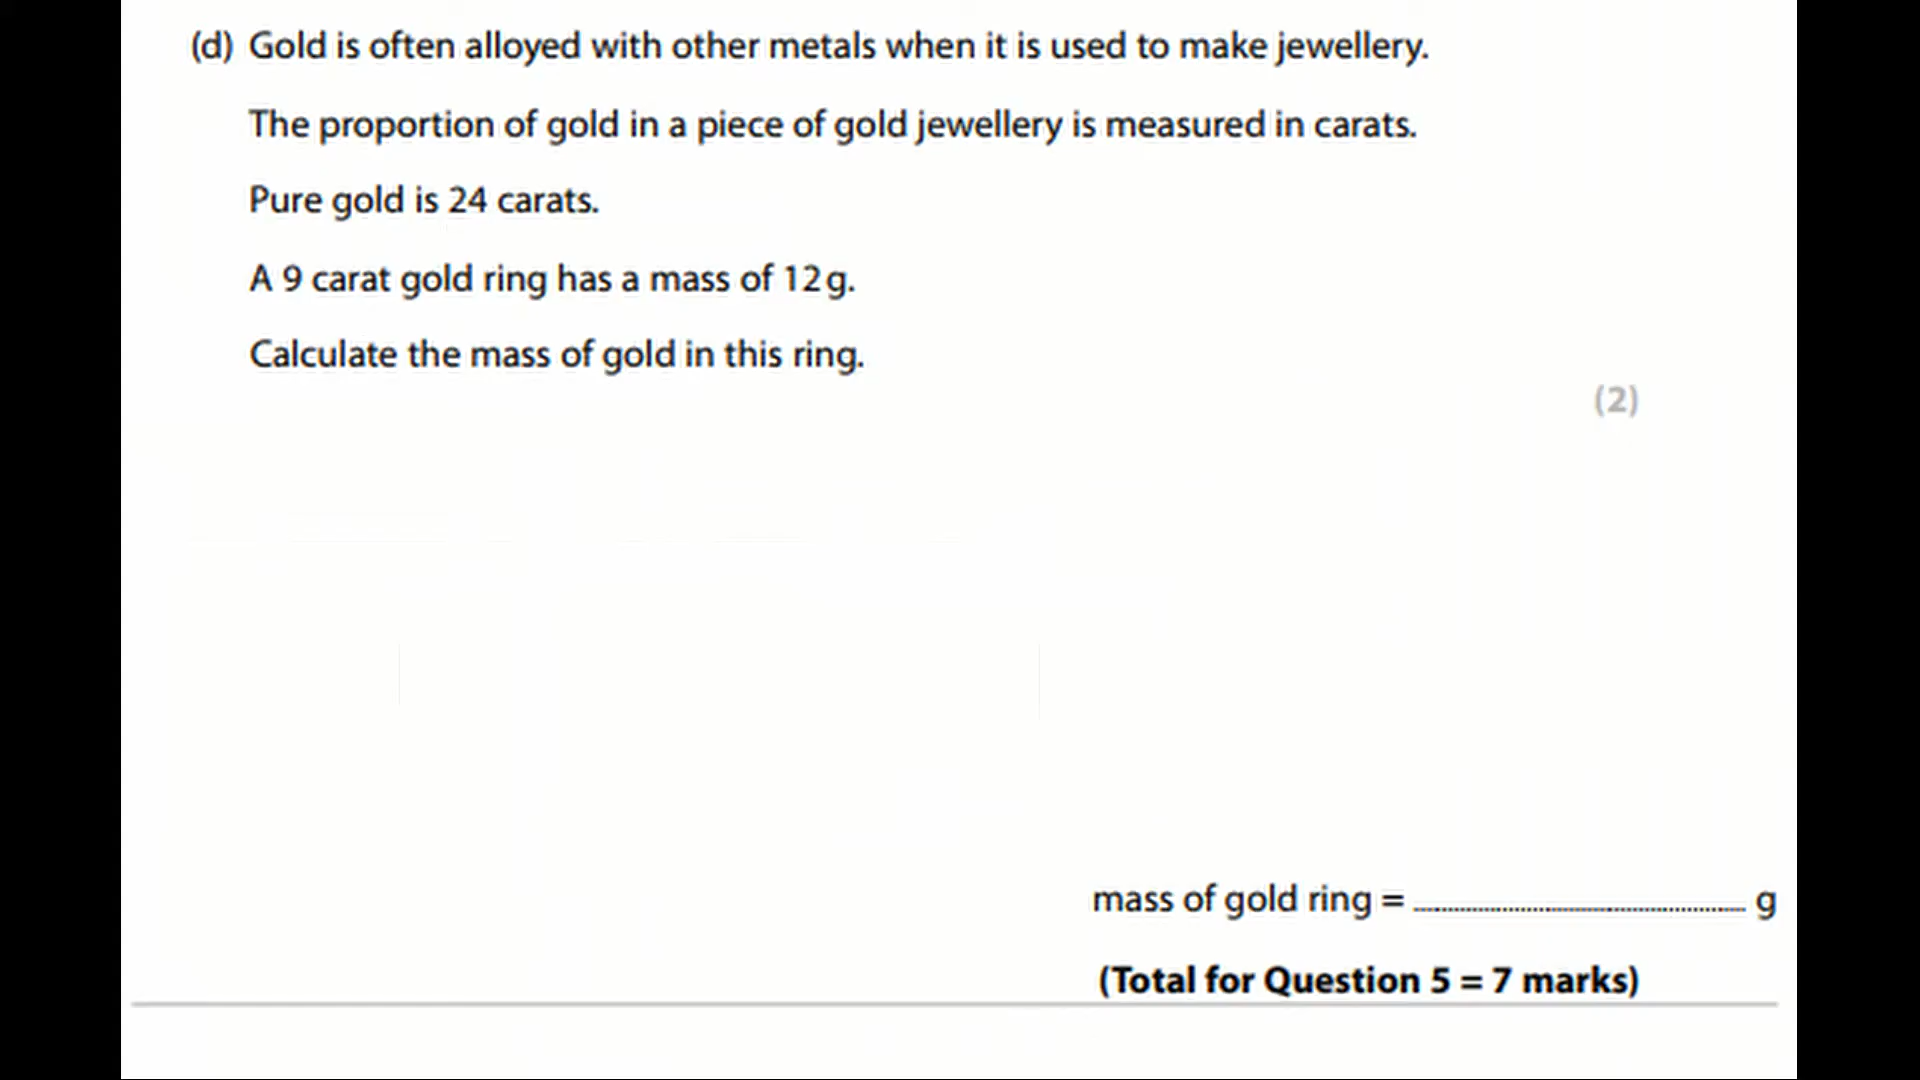 (d) Gold is often alloyed with other metals when it is used to make jewellery.
The proportion of gold in a piece of gold jewellery is measured in carats.
Pure gold is 24 carats.
A 9 carat gold ring has a mass of 12 g.
Calculate the mass of gold in this ring.
(2)
mass of gold ring = ........................................ g
(Total for Question 5 = 7 marks)